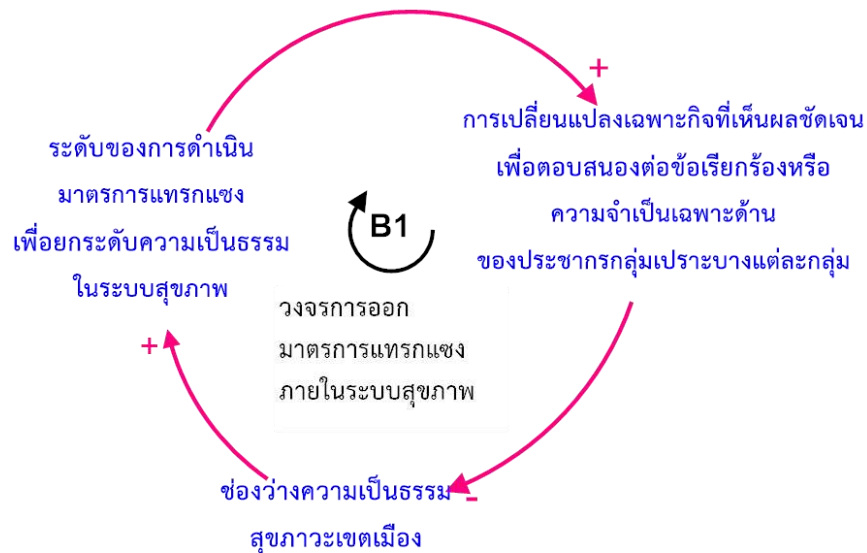 +
การเปลี่ยนแปลงเฉพาะกิจที่เห็นผลชัดเจน
เพื่อตอบสนองต่อข้อเรียกร้องหรือ
ความจำเป็นเฉพาะด้าน
ของประชากรกลุ่มเปราะบางแต่ละกลุ่ม
ระดับของการดำเนิน
มาตรการแทรกแซง
เพื่อยกระดับความเป็นธรรม
ในระบบสุขภาพ
+
B1
วงจรการออก
มาตรการแทรกแซง
ภายในระบบสุขภาพ
ช่องว่างความเป็นธรรม -
สุขภาวะเขตเมือง